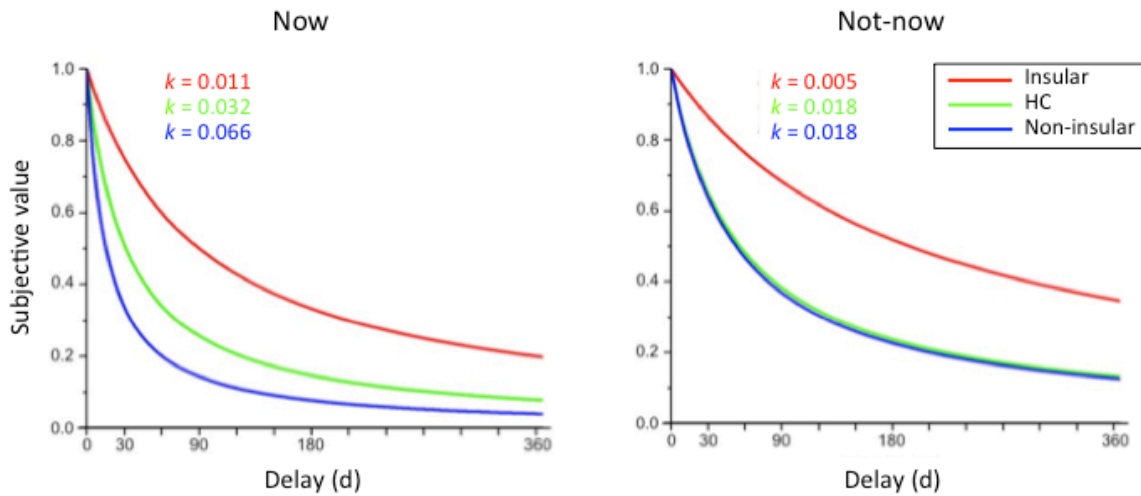 Now
Not-now
k = 0.011
k = 0.032
k = 0.066
k = 0.005
k = 0.018
k = 0.018
Insular
HC
Non-insular
Subjective value
1.0
0.8
0.6
0.4
0.2
0.0
0 30 90 180 360
Delay (d)
1.0
0.8
0.6
0.4
0.2
0.0
0 30 90 180 360
Delay (d)